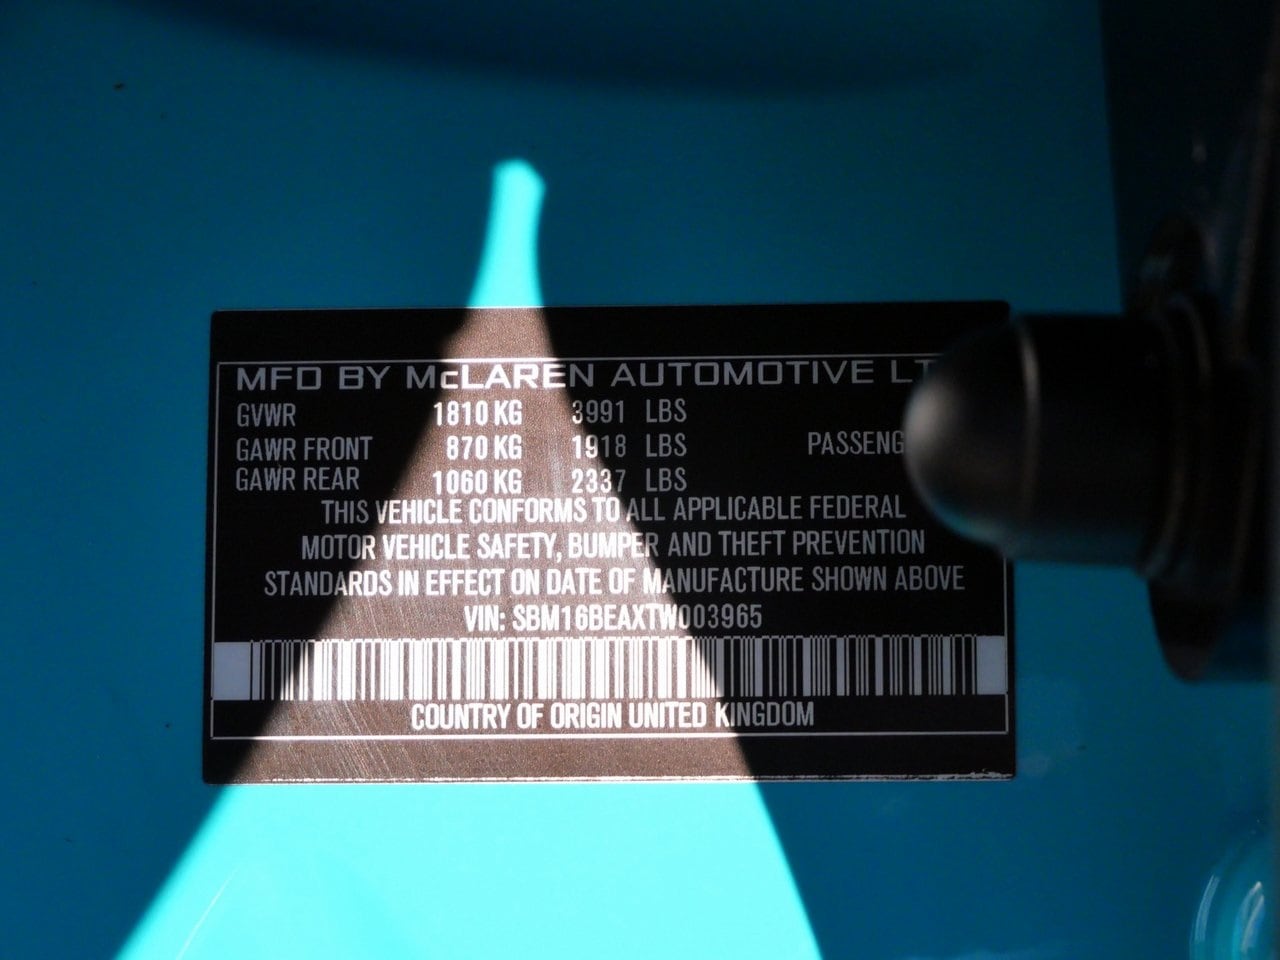 MFD BY McLAREN AUTOMOTIVE
GVWR 1810 KG 3991 LBS
GAWR FRONT 870 KG 1918 LBS
GAWR REAR 1060 KG 2337 LBS
THIS VEHICLE CONFORMS TO ALL APPLICABLE FEDERAL
MOTOR VEHICLE SAFETY, BUMPER AND THEFT PREVENTION
STANDARDS IN EFFECT ON DATE OF MANUFACTURE SHOWN ABOVE
VIN: SBM16BEAXTW003965
COUNTRY OF ORIGIN UNITED KINGDOM